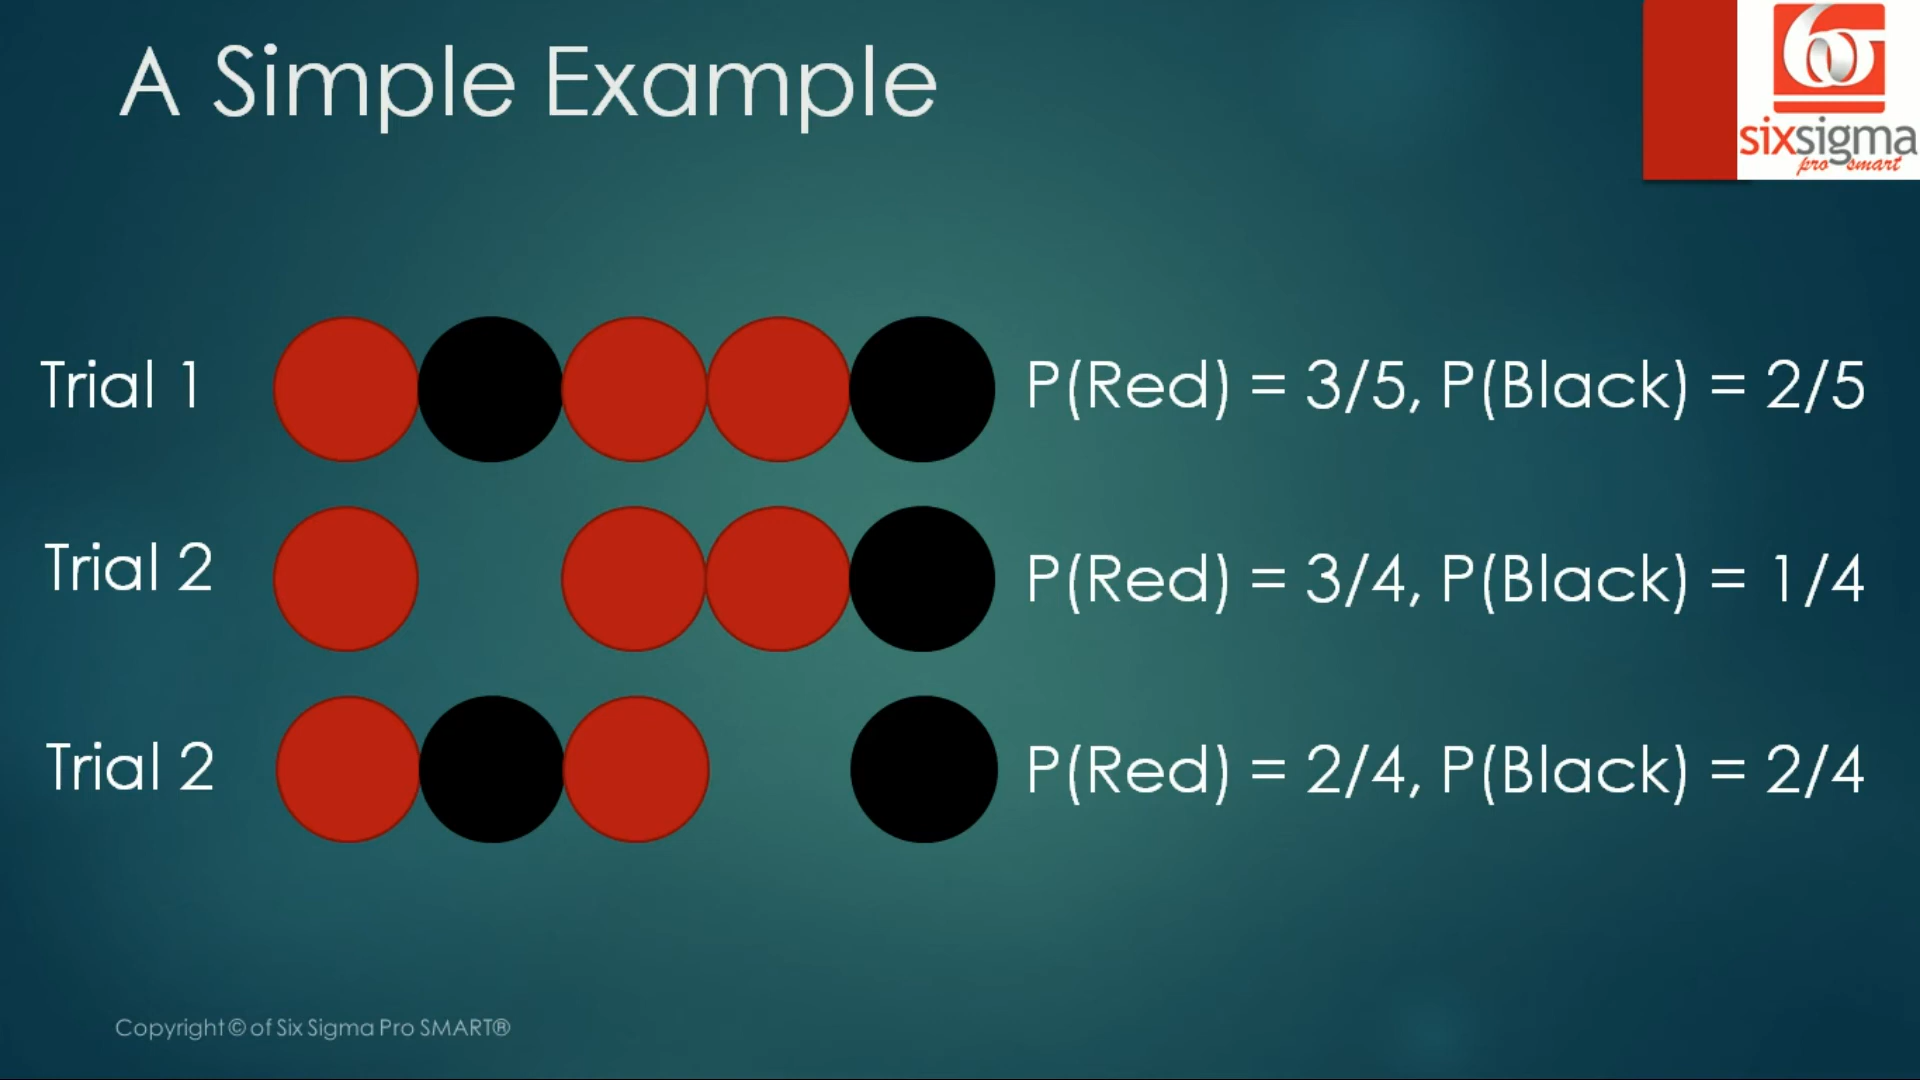 A Simple Example
sixsigma
pro smart
Trial 1
P(Red) = 3/5, P(Black) = 2/5
Trial 2
P(Red) = 3/4, P(Black) = 1/4
Trial 2
P(Red) = 2/4, P(Black) = 2/4
Copyright © of Six Sigma Pro SMART®